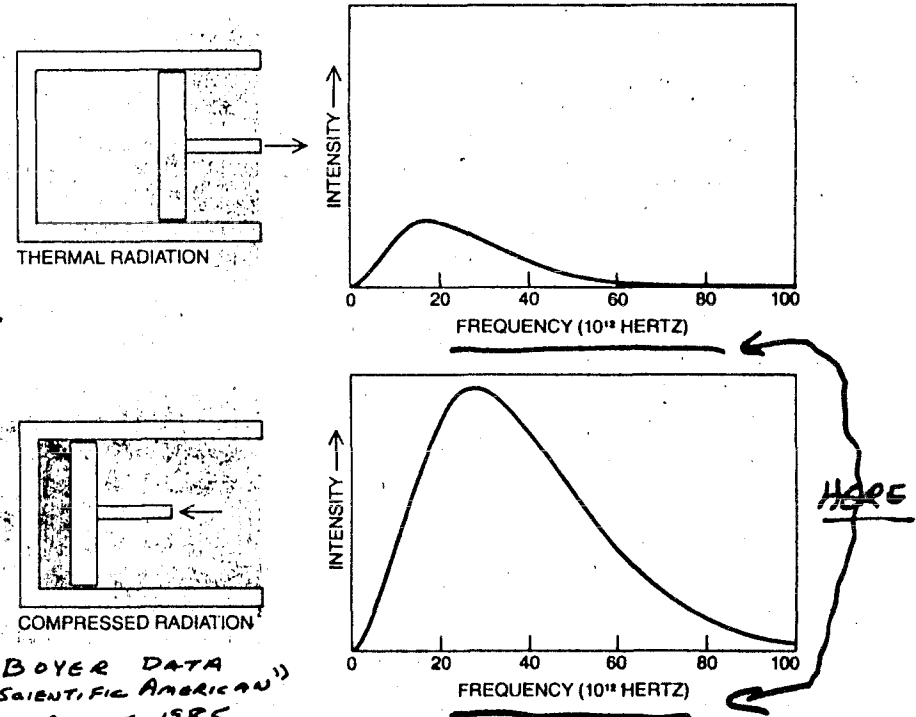 INTENSITY →
THERMAL RADIATION
0 20 40 60 80 100
FREQUENCY (10¹² HERTZ)
INTENSITY →
COMPRESSED RADIATION
0 20 40 60 80 100
FREQUENCY (10¹² HERTZ)
BOYER DATA
SCIENTIFIC AMERICAN"
1985